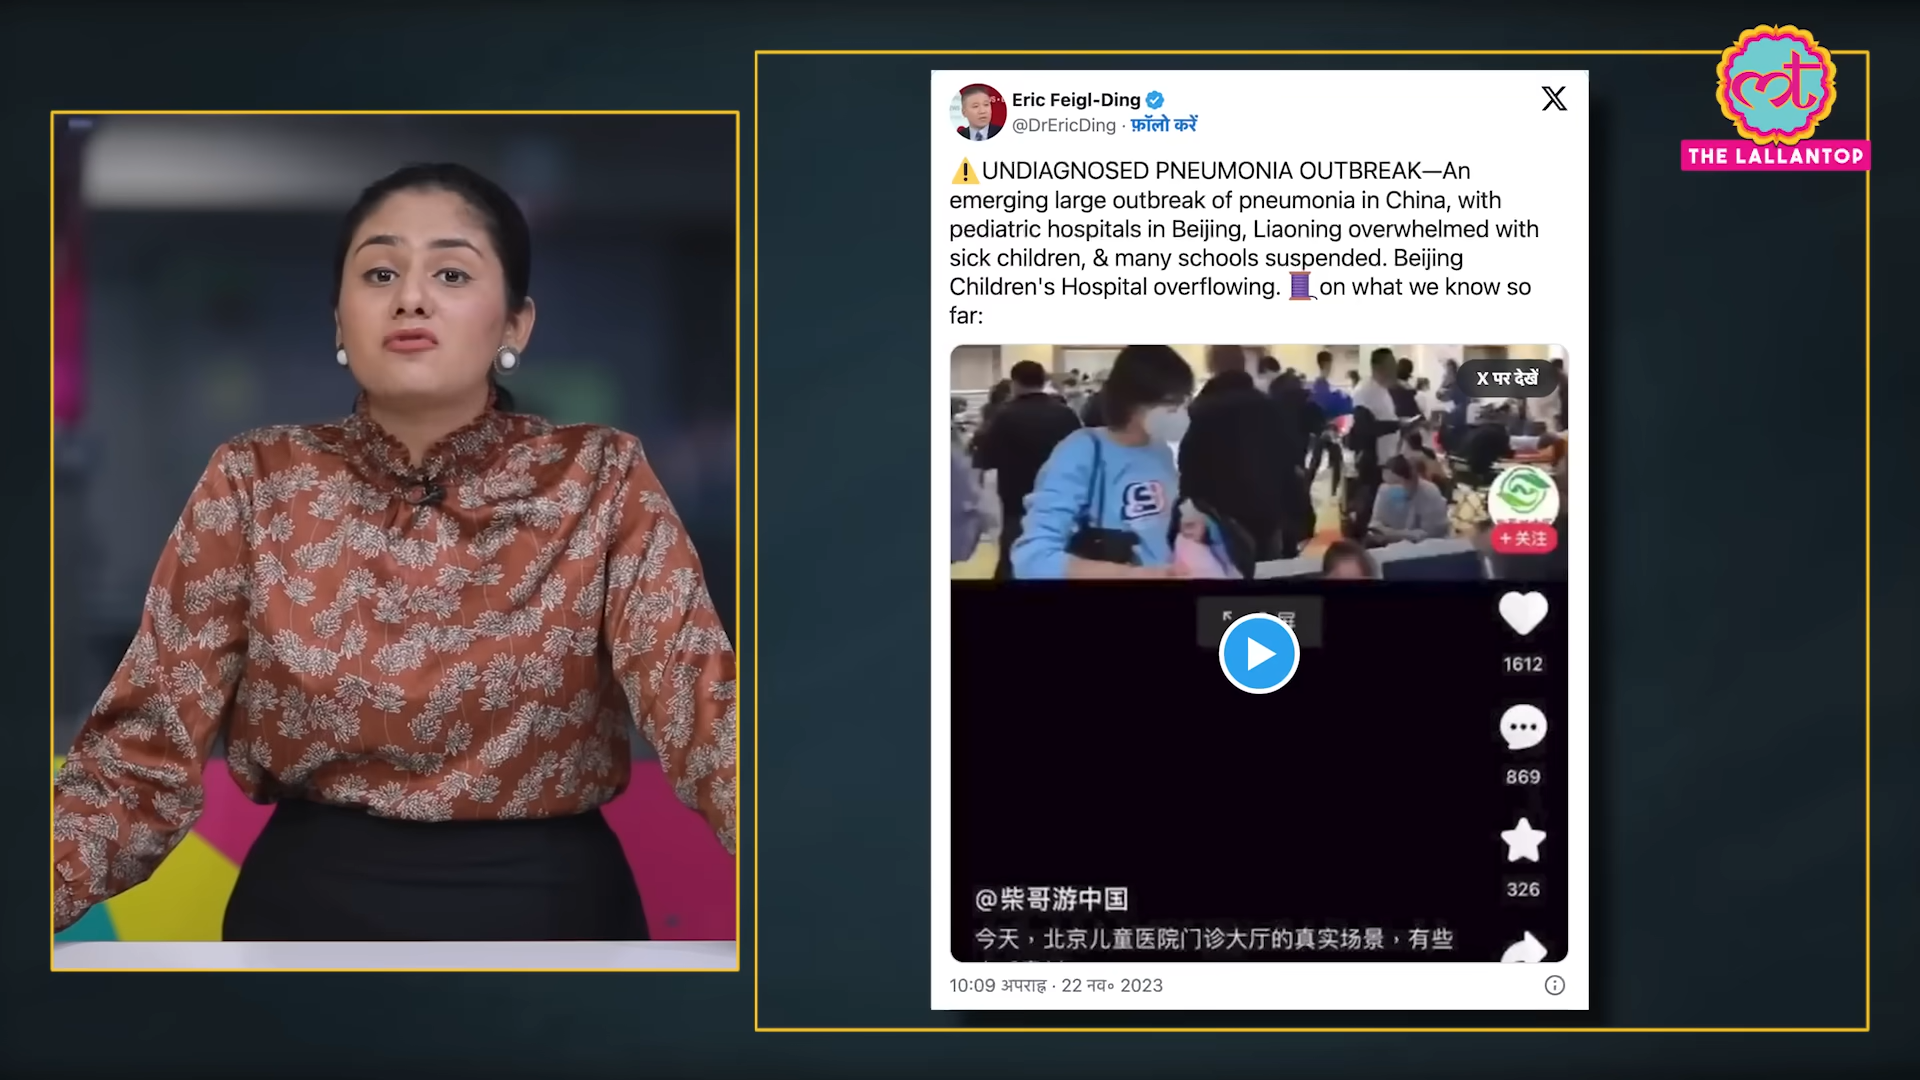 THE LALLANTOP
Eric Feigl-Ding
@DrEricDing · फ़ॉलो करें
UNDIAGNOSED PNEUMONIA OUTBREAK—An
emerging large outbreak of pneumonia in China, with
pediatric hospitals in Beijing, Liaoning overwhelmed with
sick children, & many schools suspended. Beijing
Children's Hospital overflowing. on what we know so
far:
X पर देखें
+ 关注
1612
869
326
@柴哥游中国
今天，北京儿童医院门诊大厅的真实场景，有些
10:09 अपराह्न · 22 नव॰ 2023